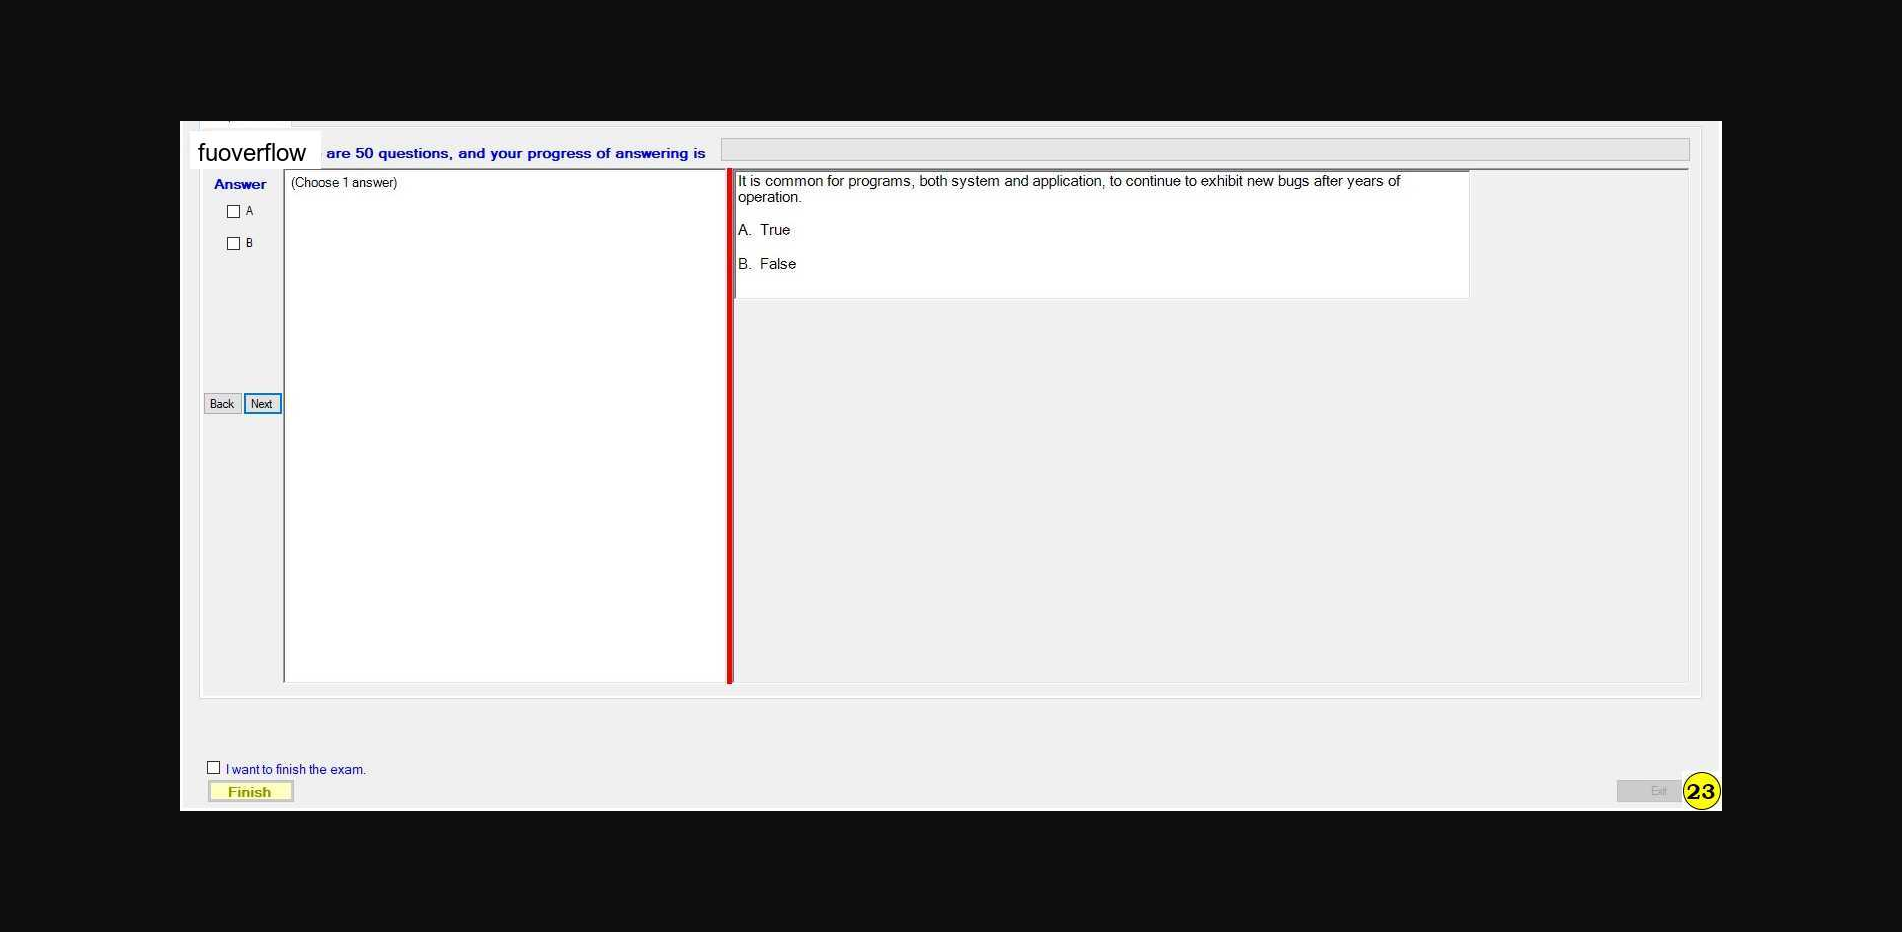 fuoverflow are 50 questions, and your progress of answering is
Answer
A
B
Back Next
(Choose 1 answer)
It is common for programs, both system and application, to continue to exhibit new bugs after years of
operation.
A. True
B. False
I want to finish the exam.
Finish
Exit
23